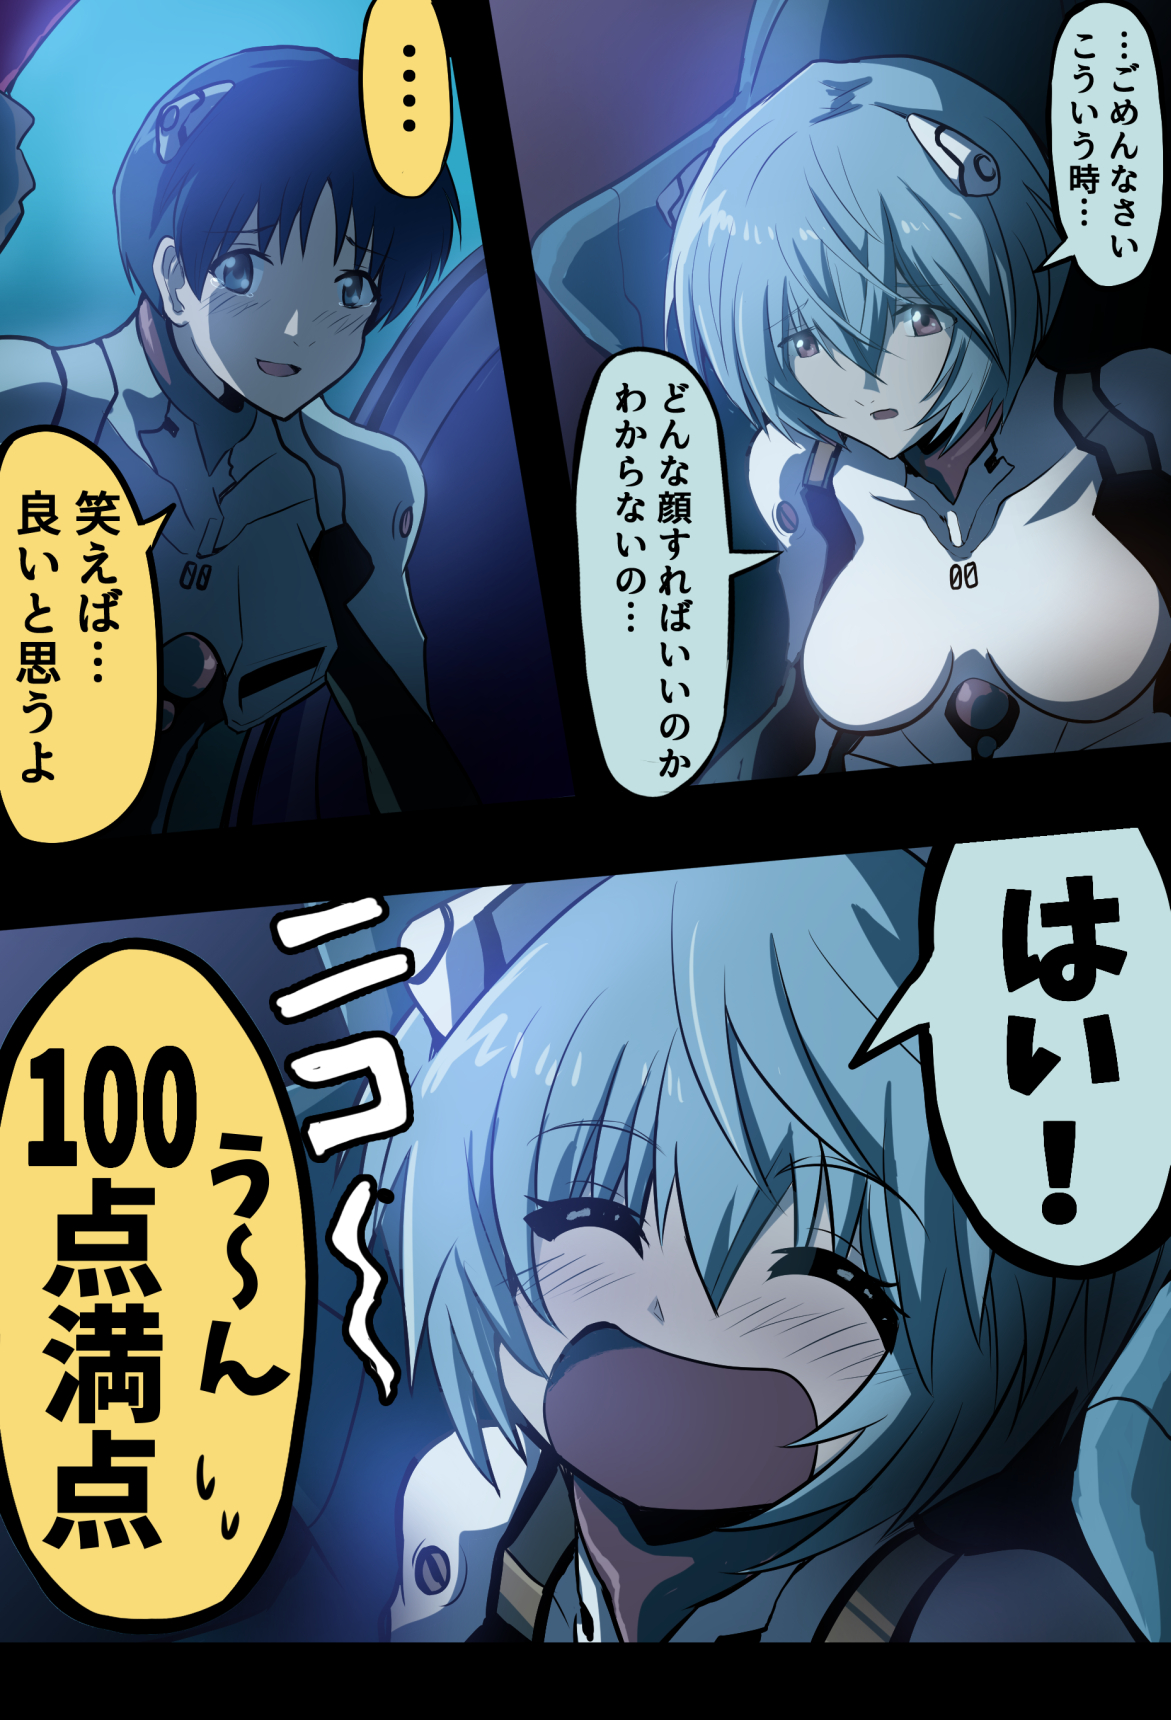 …ごめんなさい
こういう時…
どんな顔すればいいのか
わからないの…
00
‥‥
笑えば…
良いと思うよ
00
はい！
ニコ〜
う〜ん
100点満点